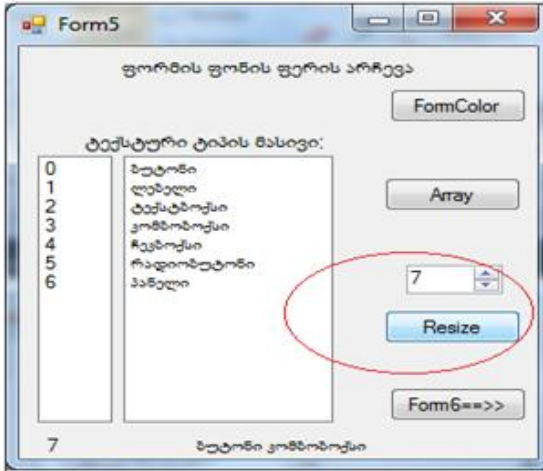 Form5
ფორმის ფონის ფერის არჩევა
FormColor
ტექსტური ტიპის მასივი:
0 ბუტონი
1 ლებელი
2 ტექსტბოქსი
3 კომბობოქსი
4 ჩეკბოქსი
5 რადიობუტონი
6 პანელი
Array
7
Resize
Form6==>>
7 ბუტონი კომბობოქსი